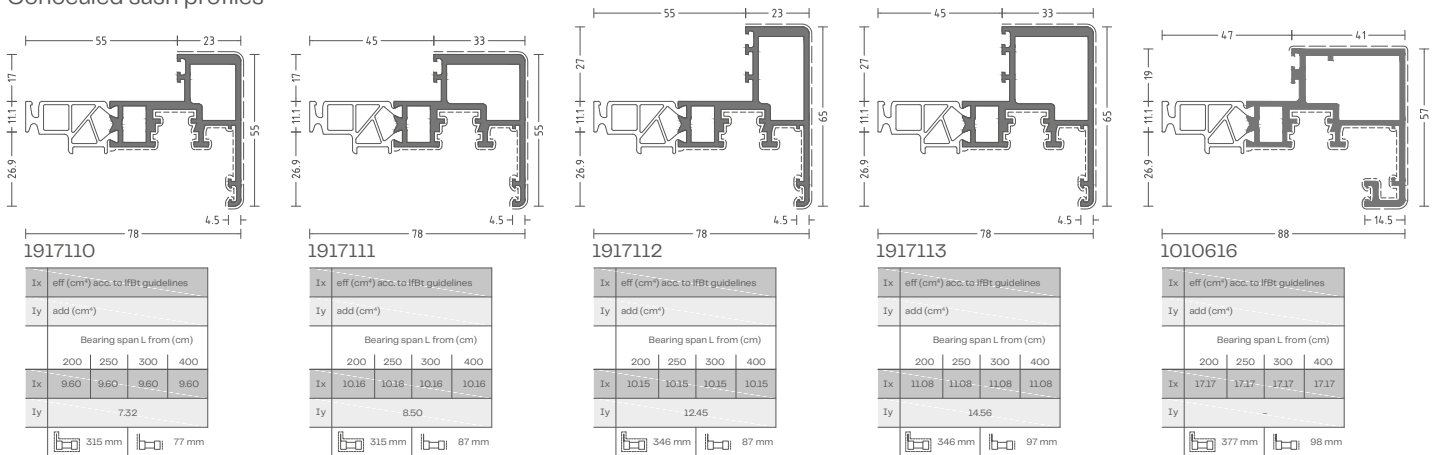 Concealed sash profiles
55 23
17
11.1
26.9
55
4.5
78
1917110
Ix eff (cm⁴) acc. to IfBt guidelines
Iy add (cm⁴)
Bearing span L from (cm)
200 250 300 400
Ix 9.60 9.60 9.60 9.60
Iy 7.32
315 mm 77 mm
45 33
17
11.1
26.9
55
4.5
78
1917111
Ix eff (cm⁴) acc. to IfBt guidelines
Iy add (cm⁴)
Bearing span L from (cm)
200 250 300 400
Ix 10.16 10.16 10.16 10.16
Iy 8.50
315 mm 87 mm
55 23
27
11.1
26.9
65
4.5
78
1917112
Ix eff (cm⁴) acc. to IfBt guidelines
Iy add (cm⁴)
Bearing span L from (cm)
200 250 300 400
Ix 10.15 10.15 10.15 10.15
Iy 12.45
346 mm 87 mm
45 33
27
11.1
26.9
65
4.5
78
1917113
Ix eff (cm⁴) acc. to IfBt guidelines
Iy add (cm⁴)
Bearing span L from (cm)
200 250 300 400
Ix 11.08 11.08 11.08 11.08
Iy 14.56
346 mm 97 mm
47 41
19
11.1
26.9
57
14.5
88
1010616
Ix eff (cm⁴) acc. to IfBt guidelines
Iy add (cm⁴)
Bearing span L from (cm)
200 250 300 400
Ix 17.17 17.17 17.17 17.17
Iy -
377 mm 98 mm